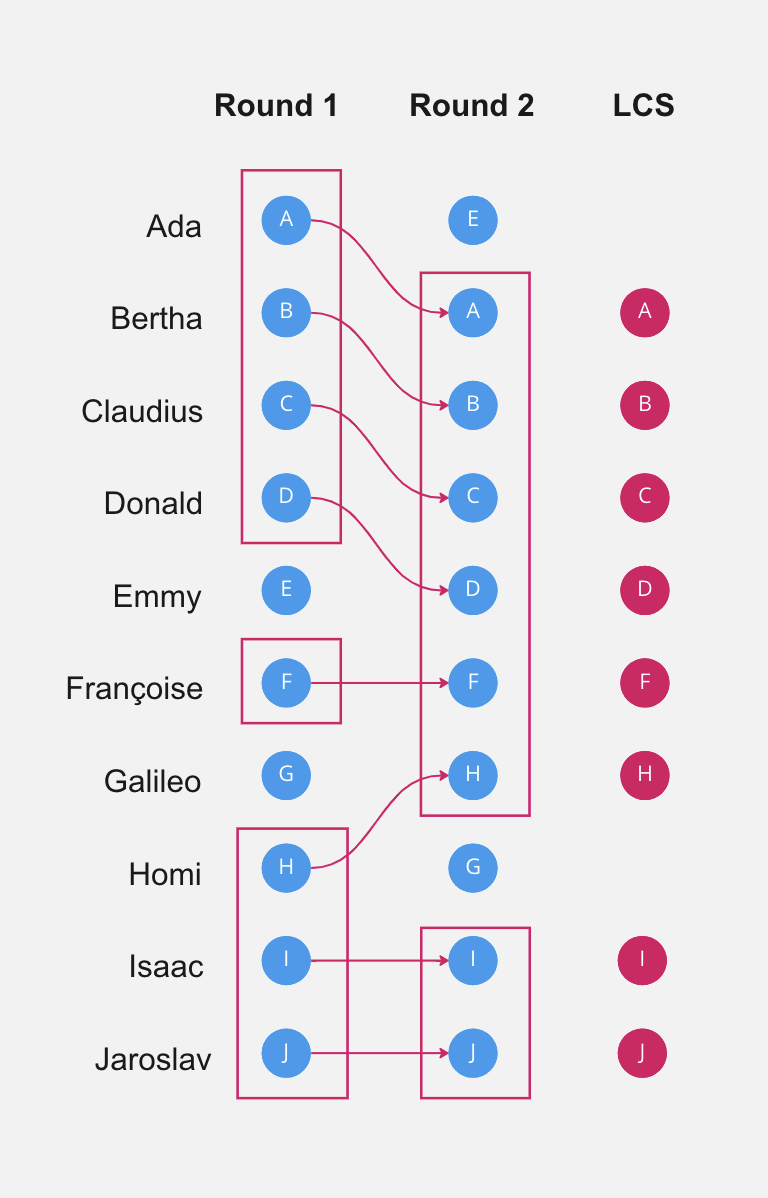 Round 1 Round 2 LCS
Ada A E
Bertha B A A
Claudius C B B
Donald D C C
Emmy E D D
Françoise F F F
Galileo G H H
Homi H G
Isaac I I I
Jaroslav J J J